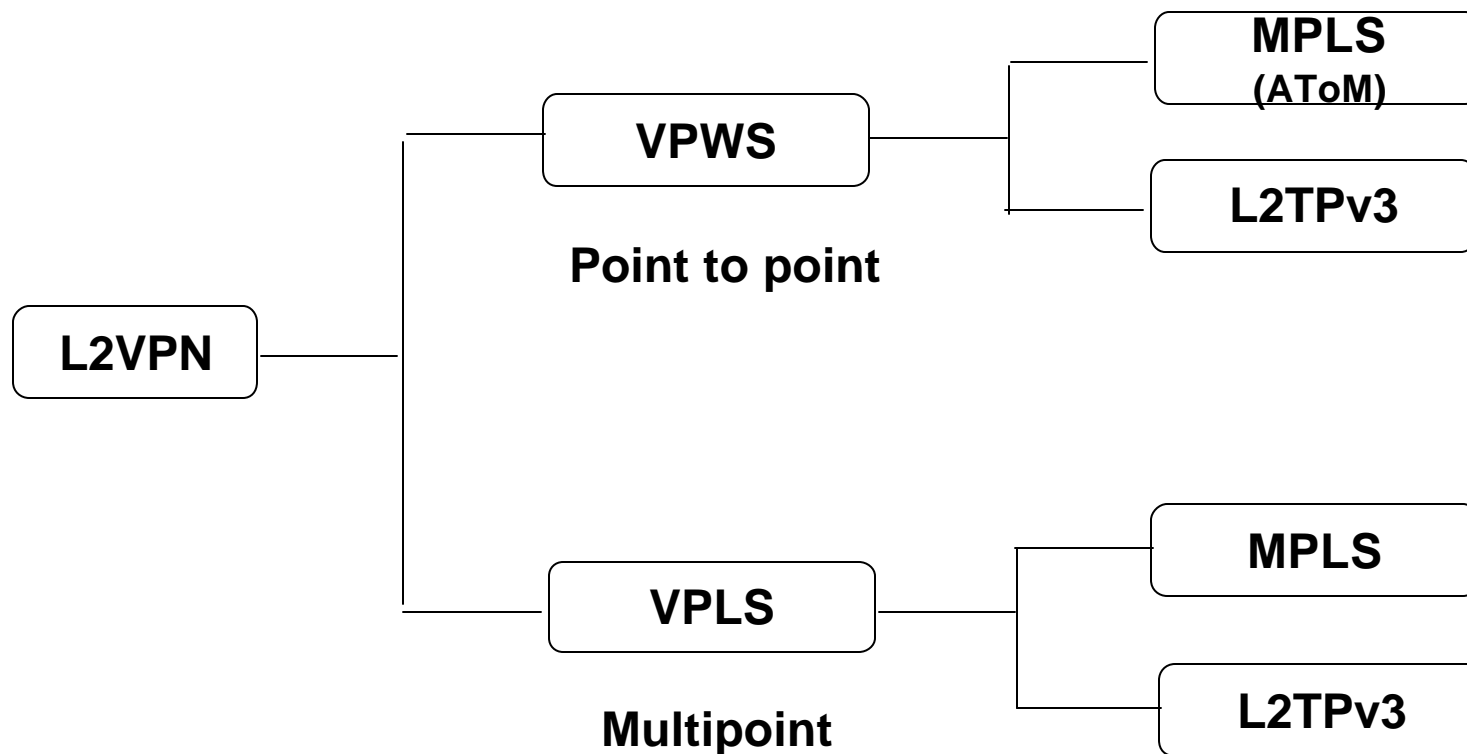 MPLS
(AToM)
VPWS
L2TPv3
Point to point
L2VPN
MPLS
VPLS
L2TPv3
Multipoint